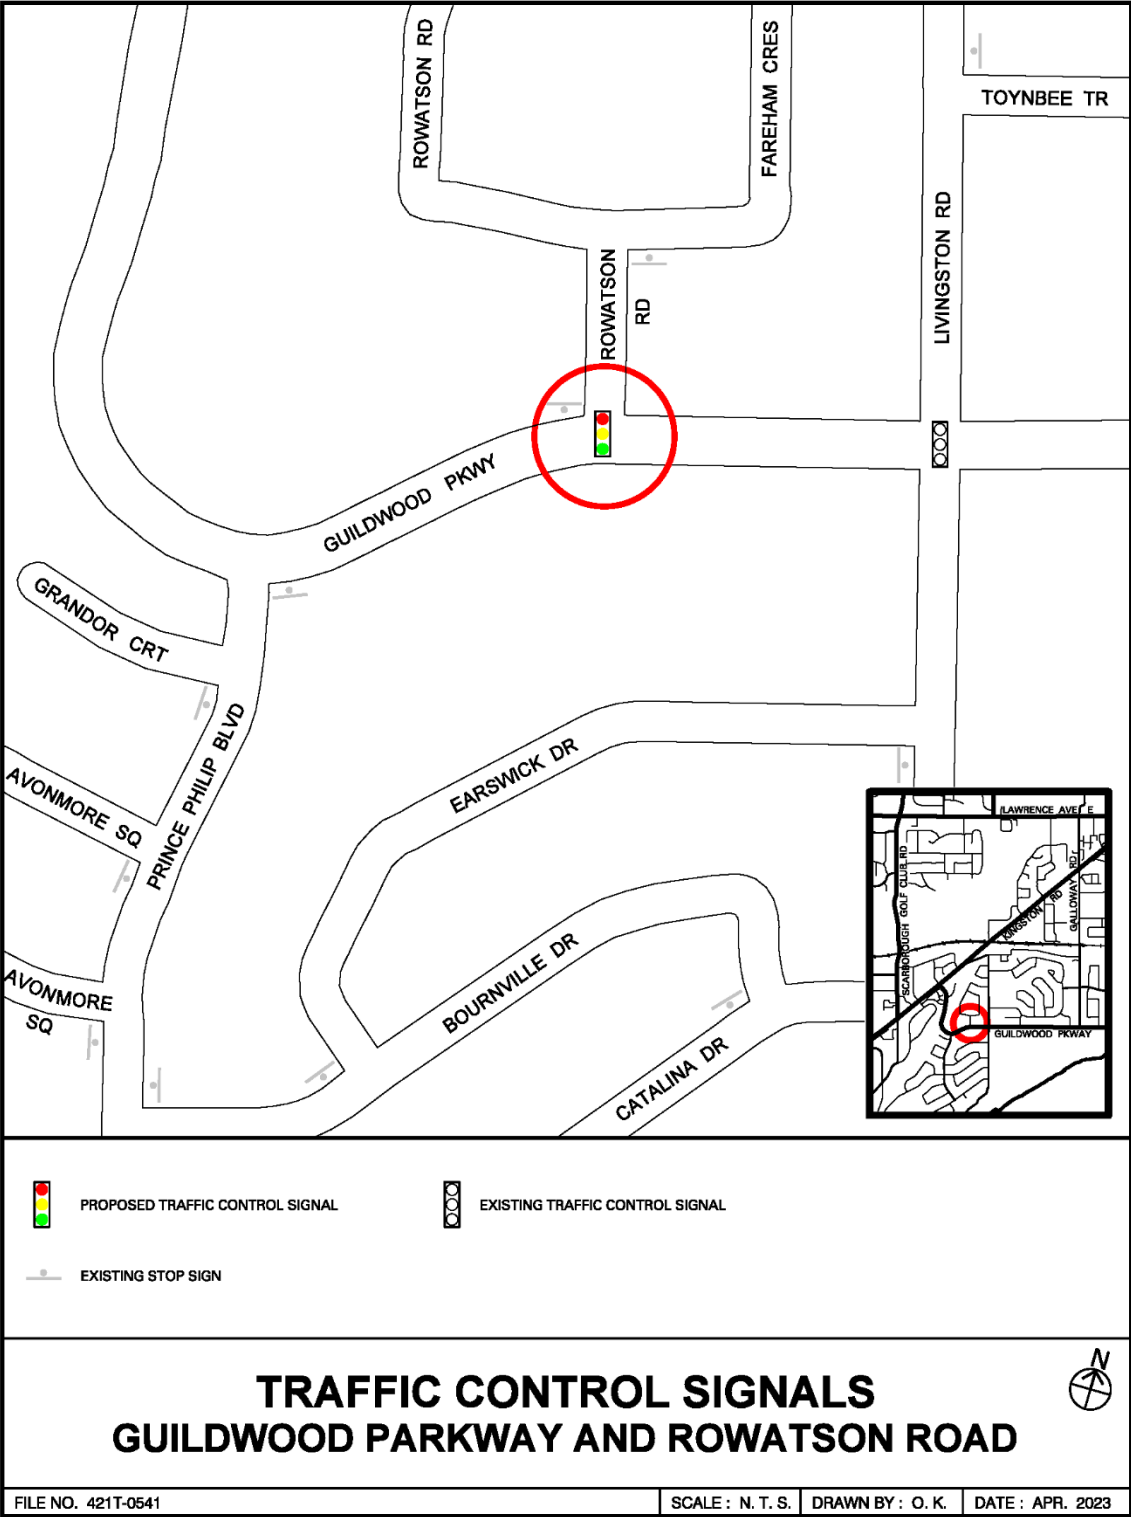 ROWATSON RD
FAREHAM CRES
TOYNBEE TR
LIVINGSTON RD
ROWATSON
RD
GUILDWOOD PKWY
GRANDOR CRT
PRINCE PHILIP BLVD
AVONMORE SQ
EARSWICK DR
AVONMORE
SQ
BOURNVILLE DR
CATALINA DR
LAWRENCE AVE E
SCARBOROUGH GOLF CLUB RD
GALLOWAY RD
KINGSTON RD
GUILDWOOD PKWAY
PROPOSED TRAFFIC CONTROL SIGNAL
EXISTING TRAFFIC CONTROL SIGNAL
EXISTING STOP SIGN
N
TRAFFIC CONTROL SIGNALS
GUILDWOOD PARKWAY AND ROWATSON ROAD
FILE NO. 421T-0541
SCALE : N. T. S.
DRAWN BY : O. K.
DATE : APR. 2023